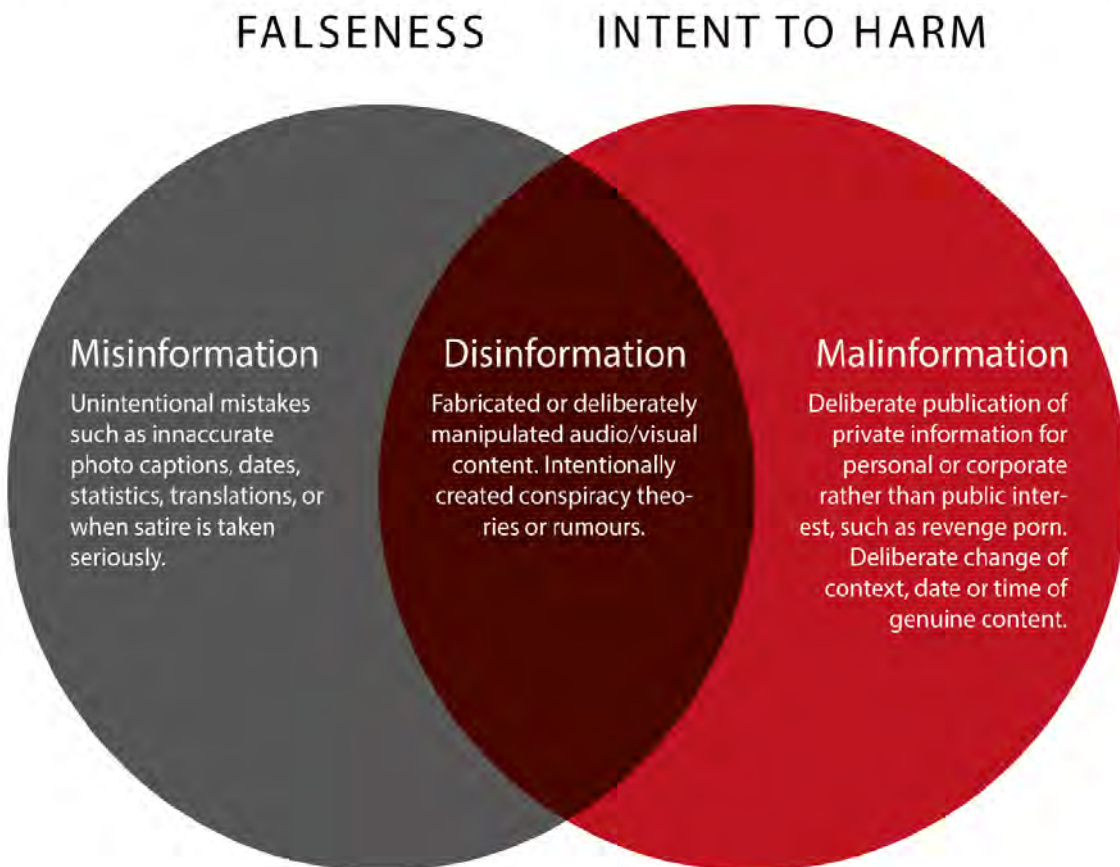 FALSENESS
INTENT TO HARM
Misinformation
Unintentional mistakes
such as innaccurate
photo captions, dates,
statistics, translations, or
when satire is taken
seriously.
Disinformation
Fabricated or deliberately
manipulated audio/visual
content. Intentionally
created conspiracy theo-
ries or rumours.
Malinformation
Deliberate publication of
private information for
personal or corporate
rather than public inter-
est, such as revenge porn.
Deliberate change of
context, date or time of
genuine content.